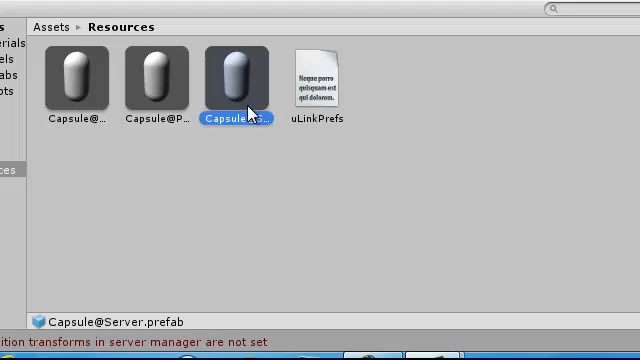 s
Assets ▸ Resources
erials
els
abs
pts
ces
Capsule@...
Capsule@P...
Capsule@S...
Neque porro
quisquam est
qui dolorem.
uLinkPrefs
Capsule@Server.prefab
ition transforms in server manager are not set